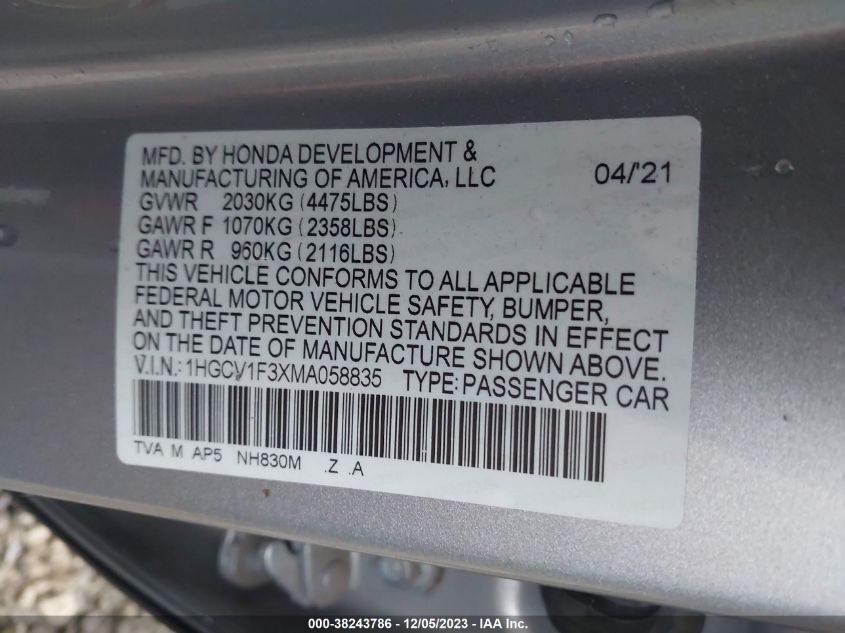 MFD. BY HONDA DEVELOPMENT &
MANUFACTURING OF AMERICA, LLC 04/'21
GVWR 2030KG (4475LBS)
GAWR F 1070KG (2358LBS)
GAWR R 960KG (2116LBS)
THIS VEHICLE CONFORMS TO ALL APPLICABLE
FEDERAL MOTOR VEHICLE SAFETY, BUMPER,
AND THEFT PREVENTION STANDARDS IN EFFECT
ON THE DATE OF MANUFACTURE SHOWN ABOVE.
V.I.N.: 1HGCV1F3XMA058835 TYPE: PASSENGER CAR
TVA M AP5 NH830M .Z .A
000-38243786 - 12/05/2023 - IAA Inc.